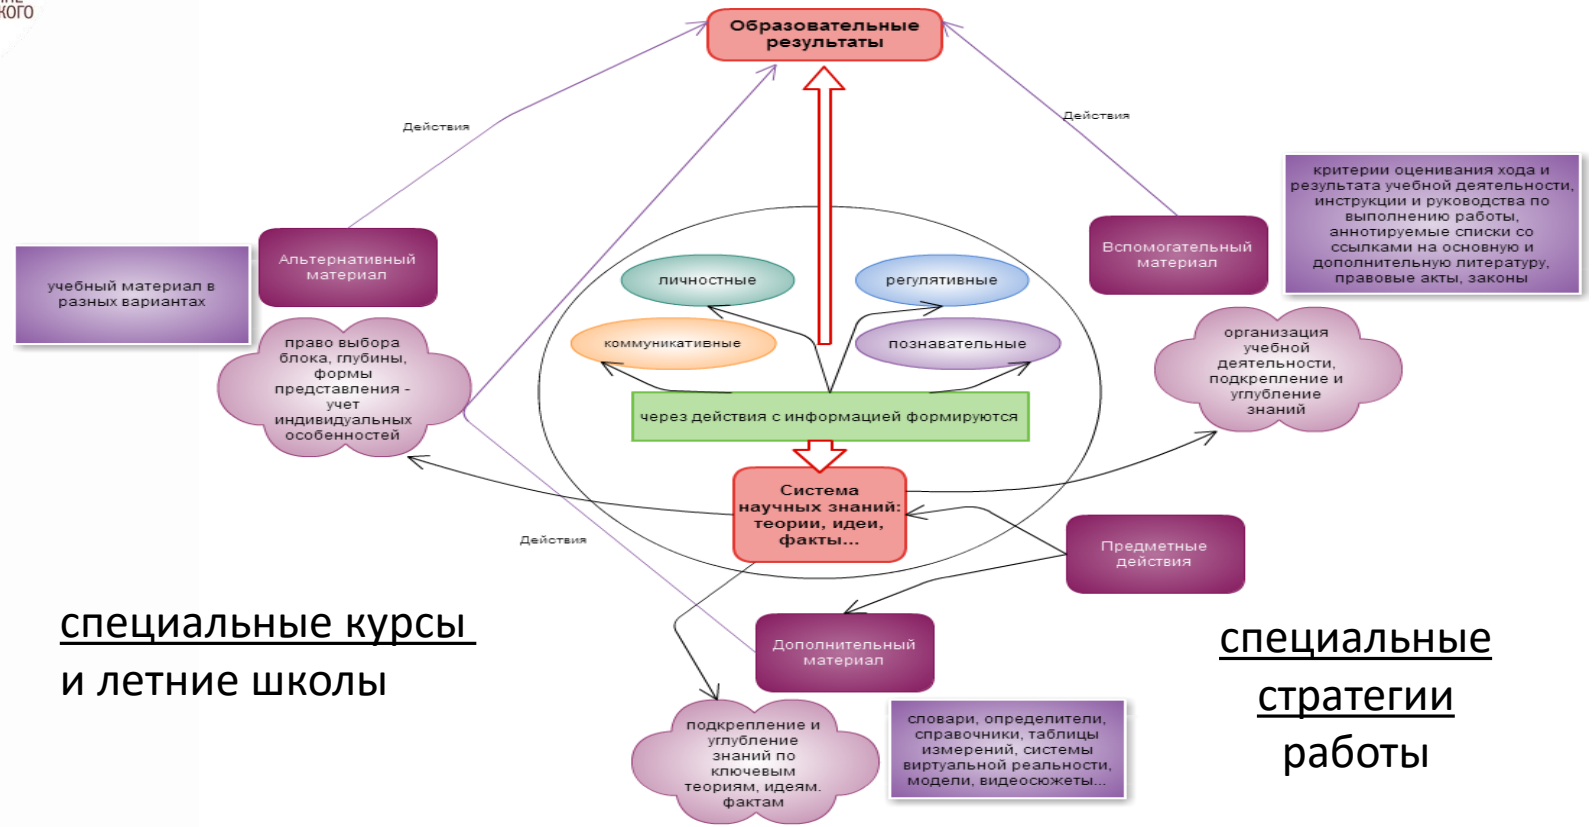 КОГО
Образовательные
результаты
Действия
Действия
критерии оценивания хода и
результата учебной деятельности,
инструкции и руководства по
выполнению работы,
аннотируемые списки со
ссылками на основную и
дополнительную литературу,
правовые акты, законы
учебный материал в
разных вариантах
Альтернативный
материал
Вспомогательный
материал
личностные
регулятивные
коммуникативные
познавательные
право выбора
блока, глубины,
формы
представления -
учет
индивидуальных
особенностей
организация
учебной
деятельности,
подкрепление и
углубление
знаний
через действия с информацией формируются
Система
научных знаний:
теории, идеи,
факты...
Действия
Предметные
действия
специальные курсы
и летние школы
Дополнительный
материал
специальные
стратегии
работы
подкрепление и
углубление
знаний по
ключевым
теориям, идеям.
фактам
словари, определители,
справочники, таблицы
измерений, системы
виртуальной реальности,
модели, видеосюжеты...